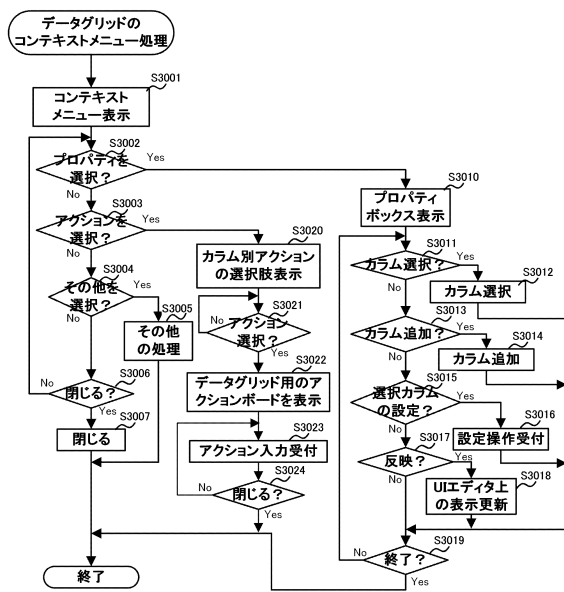 データグリッドの
コンテキストメニュー処理
S3001
コンテキスト
メニュー表示
S3002
プロパティを
選択？
Yes
No
S3003
アクションを
選択？
Yes
No
S3004
その他を
選択？
Yes
No
S3005
その他
の処理
S3006
閉じる？
No
Yes
S3007
閉じる
終了
S3020
カラム別アクション
の選択肢表示
S3021
アクション
選択？
No
Yes
S3022
データグリッド用のア
クションボードを表示
S3023
アクション入力受付
S3024
閉じる？
No
Yes
S3010
プロパティ
ボックス表示
S3011
カラム選択？
Yes
No
S3012
カラム選択
S3013
カラム追加？
Yes
No
S3014
カラム追加
S3015
選択カラム
の設定？
Yes
No
S3016
設定操作受付
S3017
反映？
Yes
No
S3018
UIエディタ上
の表示更新
S3019
終了？
No
Yes